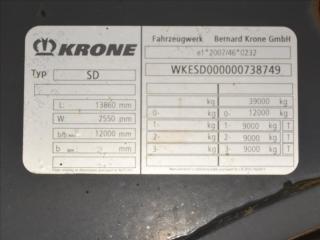 KRONE
Fahrzeugwerk Bernard Krone GmbH
e1*2007/46*0232
Typ SD
WKESD000000738749
L: 13860 mm
W: 2550 mm
12000 mm
b mm
kg 39000 kg
0- kg 0- 12000 kg
1- kg 1- 9000 kg T
2- kg 2- 9000 kg T
3- kg 3- 9000 kg T